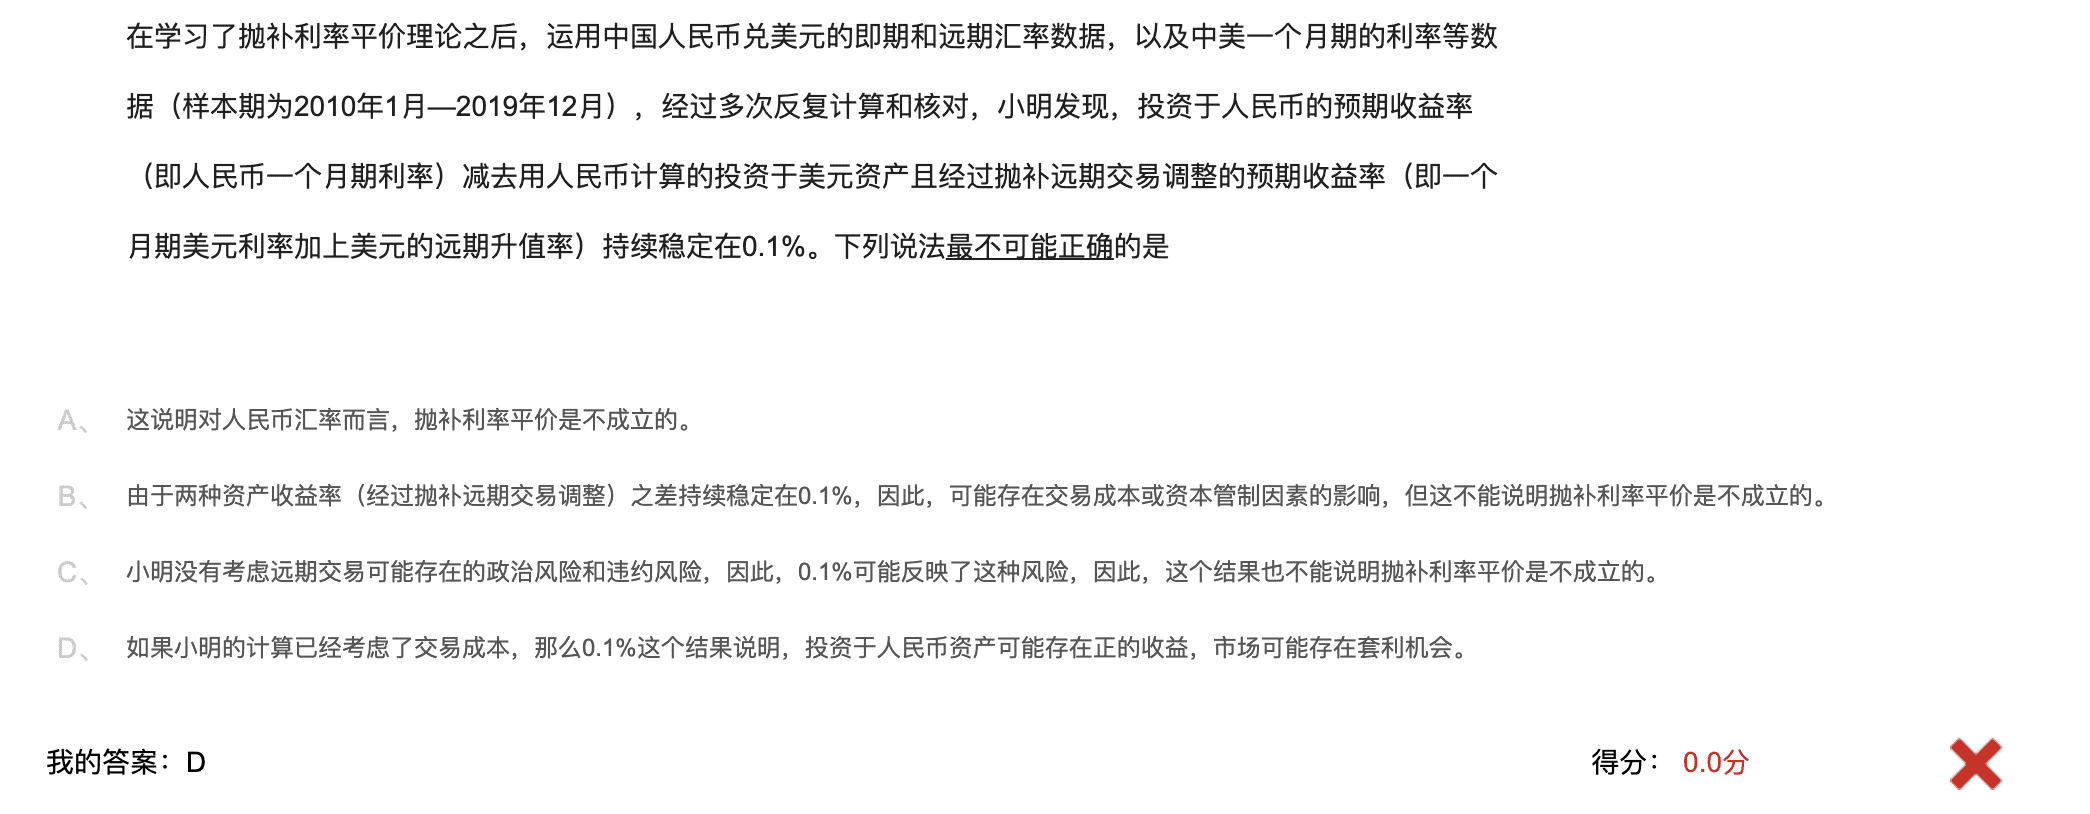 在学习了抛补利率平价理论之后，运用中国人民币兑美元的即期和远期汇率数据，以及中美一个月期的利率等数
据（样本期为2010年1月—2019年12月），经过多次反复计算和核对，小明发现，投资于人民币的预期收益率
（即人民币一个月期利率）减去用人民币计算的投资于美元资产且经过抛补远期交易调整的预期收益率（即一个
月期美元利率加上美元的远期升值率）持续稳定在0.1%。下列说法最不可能正确的是
A、 这说明对人民币汇率而言，抛补利率平价是不成立的。
B、 由于两种资产收益率（经过抛补远期交易调整）之差持续稳定在0.1%，因此，可能存在交易成本或资本管制因素的影响，但这不能说明抛补利率平价是不成立的。
C、 小明没有考虑远期交易可能存在的政治风险和违约风险，因此，0.1%可能反映了这种风险，因此，这个结果也不能说明抛补利率平价是不成立的。
D、 如果小明的计算已经考虑了交易成本，那么0.1%这个结果说明，投资于人民币资产可能存在正的收益，市场可能存在套利机会。
我的答案：D 得分： 0.0分